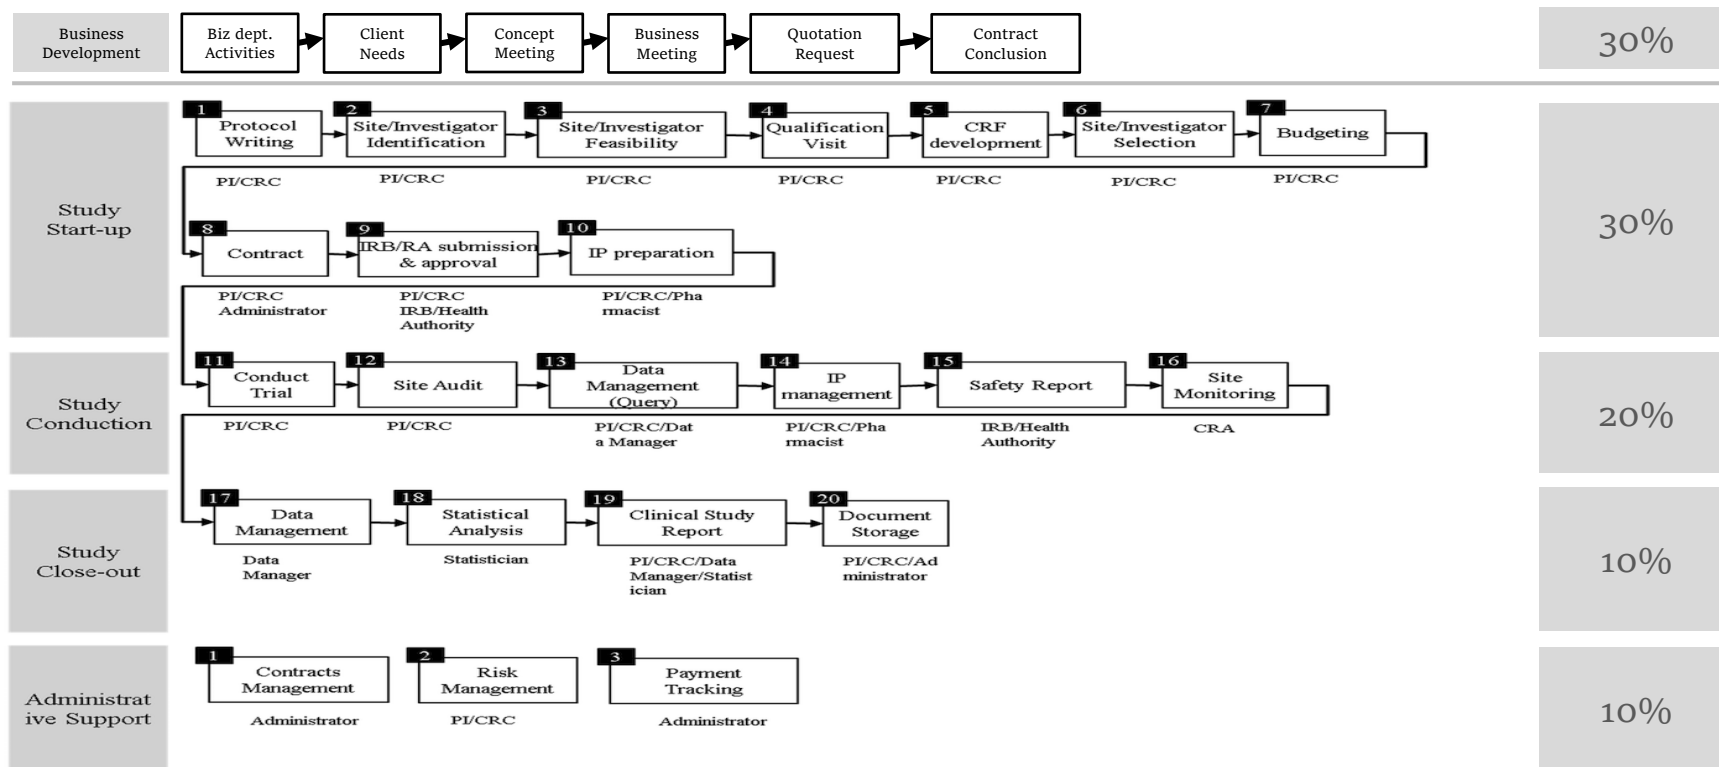 Business
Development
Biz dept.
Activities
Client
Needs
Concept
Meeting
Business
Meeting
Quotation
Request
Contract
Conclusion
30%
Study
Start-up
1
Protocol
Writing
PI/CRC
2
Site/Investigator
Identification
PI/CRC
3
Site/Investigator
Feasibility
PI/CRC
4
Qualification
Visit
PI/CRC
5
CRF
development
PI/CRC
6
Site/Investigator
Selection
PI/CRC
7
Budgeting
PI/CRC
8
Contract
PI/CRC
Administrator
9
IRB/RA submission
& approval
PI/CRC
IRB/Health
Authority
10
IP preparation
PI/CRC/Pha
rmacist
30%
Study
Conduction
11
Conduct
Trial
PI/CRC
12
Site Audit
PI/CRC
13
Data
Management
(Query)
PI/CRC/Dat
a Manager
14
IP
management
PI/CRC/Pha
rmacist
15
Safety Report
IRB/Health
Authority
16
Site
Monitoring
CRA
20%
Study
Close-out
17
Data
Management
Data
Manager
18
Statistical
Analysis
Statistician
19
Clinical Study
Report
PI/CRC/Data
Manager/Statist
ician
20
Document
Storage
PI/CRC/Ad
ministrator
10%
Administrat
ive Support
1
Contracts
Management
Administrator
2
Risk
Management
PI/CRC
3
Payment
Tracking
Administrator
10%